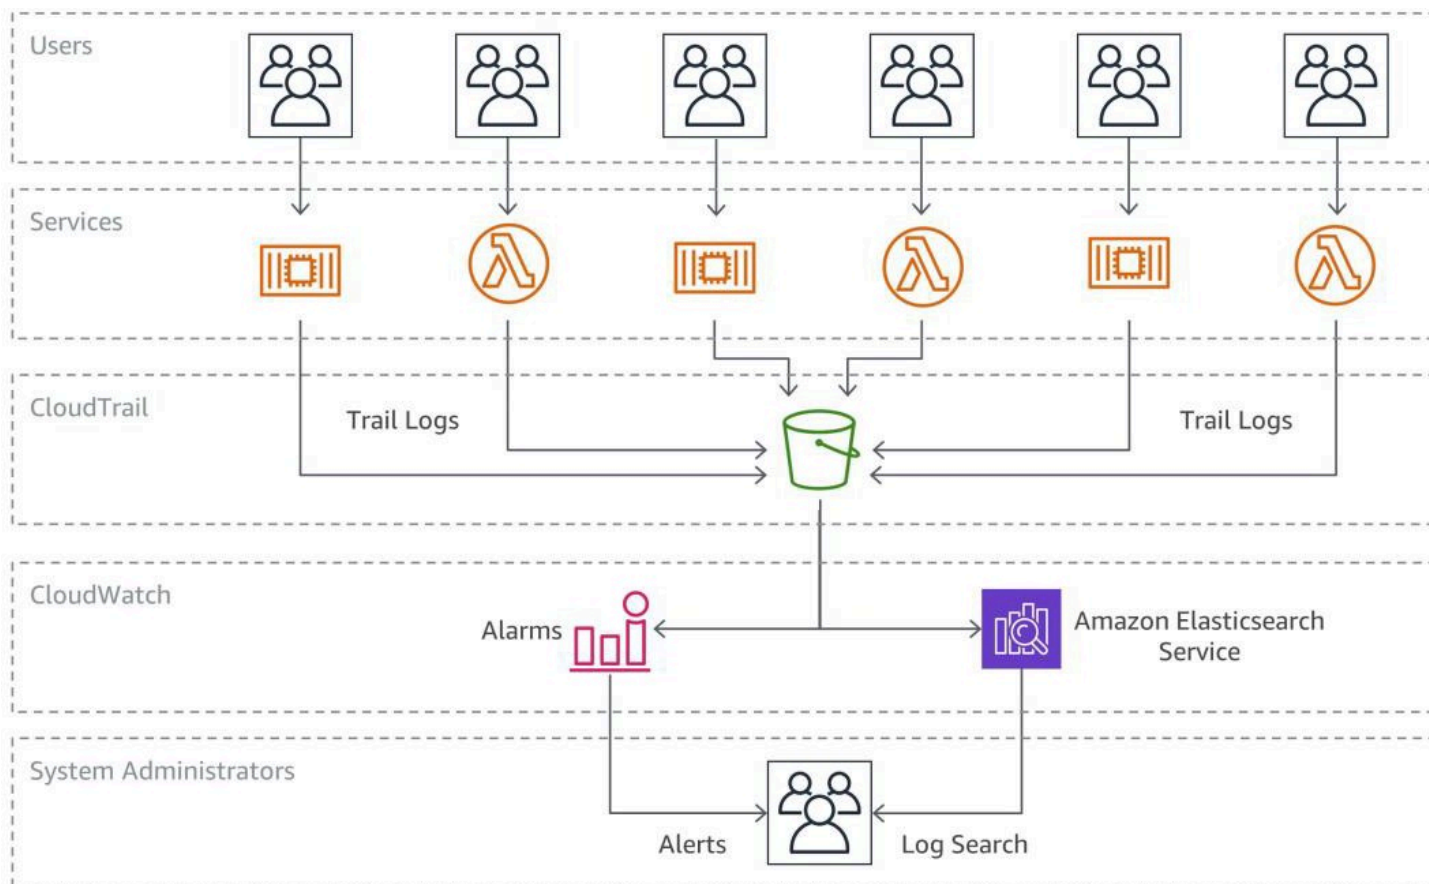 Users
Services
CloudTrail
Trail Logs
Trail Logs
CloudWatch
Alarms
Amazon Elasticsearch
Service
System Administrators
Alerts
Log Search